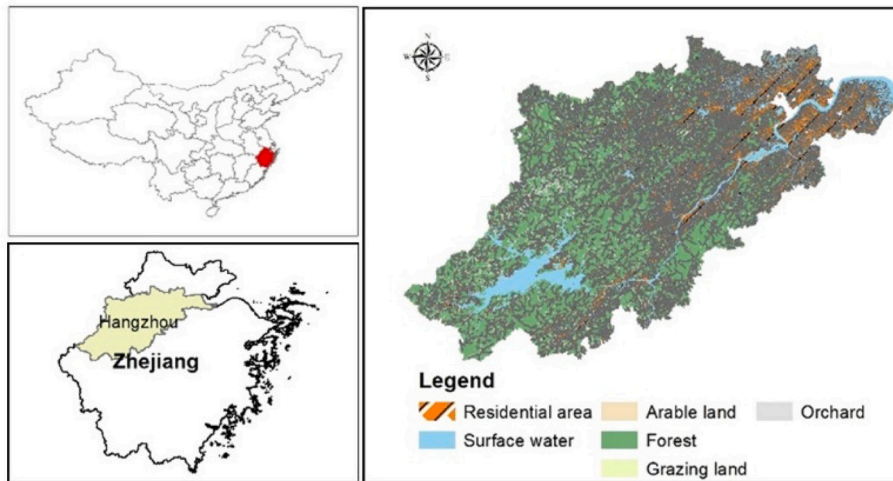 N
W E
S
Hangzhou
Zhejiang
Legend
Residential area
Arable land
Orchard
Surface water
Forest
Grazing land